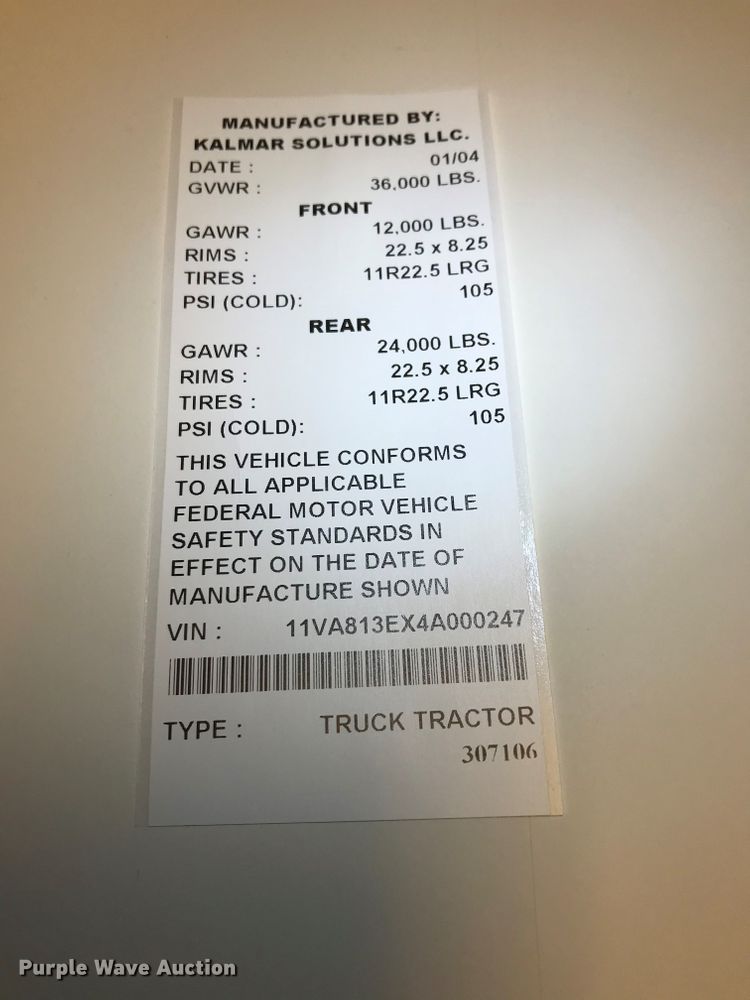 MANUFACTURED BY:
KALMAR SOLUTIONS LLC.
DATE : 01/04
GVWR : 36,000 LBS.
FRONT
GAWR : 12,000 LBS.
RIMS : 22.5 x 8.25
TIRES : 11R22.5 LRG
PSI (COLD): 105
REAR
GAWR : 24,000 LBS.
RIMS : 22.5 x 8.25
TIRES : 11R22.5 LRG
PSI (COLD): 105
THIS VEHICLE CONFORMS
TO ALL APPLICABLE
FEDERAL MOTOR VEHICLE
SAFETY STANDARDS IN
EFFECT ON THE DATE OF
MANUFACTURE SHOWN
VIN : 11VA813EX4A000247
TYPE : TRUCK TRACTOR
307106
Purple Wave Auction